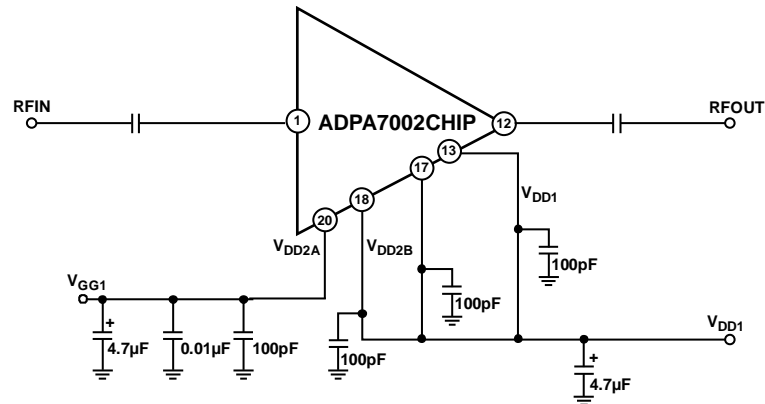 RFIN
1
ADPA7002CHIP
12
RFOUT
13
17
18
20
VDD1
VDD2A
VDD2B
100pF
VGG1
100pF
VDD1
+
4.7µF
0.01µF
100pF
100pF
+
4.7µF